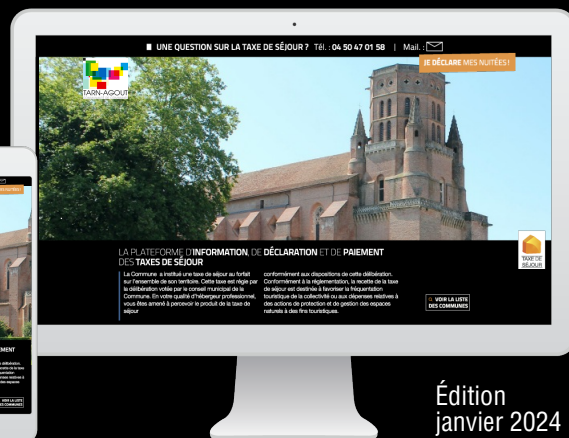 UNE QUESTION SUR LA TAXE DE SÉJOUR ? Tél. : 04 50 47 01 58 | Mail. :
JE DÉCLARE MES NUITÉES !
TARN-AGOUT
LA PLATEFORME D'INFORMATION, DE DÉCLARATION ET DE PAIEMENT
DES TAXES DE SÉJOUR
La Commune a institué une taxe de séjour au forfait
sur l'ensemble de son territoire. Cette taxe est régie par
la délibération votée par le conseil municipal de la
Commune. En votre qualité d'hébergeur professionnel,
vous êtes amené à percevoir le produit de la taxe de
séjour
conformément aux dispositions de cette délibération.
Conformément à la réglementation, la recette de la taxe
de séjour est destinée à favoriser la fréquentation
touristique de la collectivité ou aux dépenses relatives à
des actions de protection et de gestion des espaces
naturels à des fins touristiques.
TAXE DE
SÉJOUR
VOIR LA LISTE
DES COMMUNES
EMENT
VOIR LA LISTE
DES COMMUNES
Édition
janvier 2024